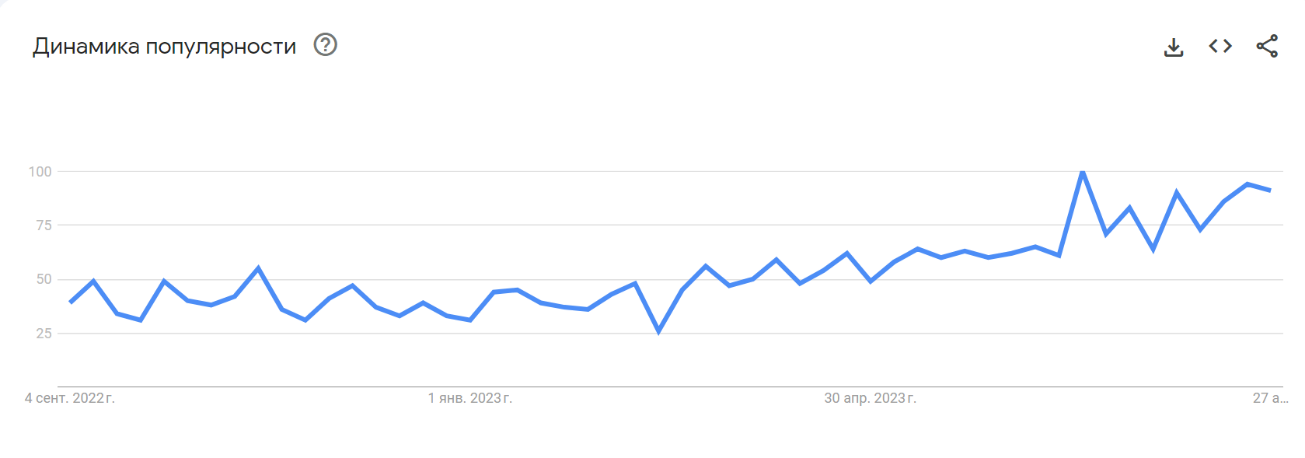 Динамика популярности
100
75
50
25
4 сент. 2022 г.
1 янв. 2023 г.
30 апр. 2023 г.
27 а...